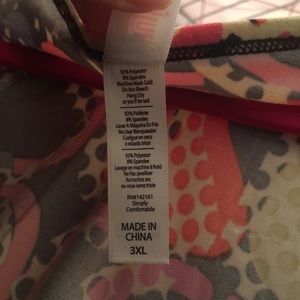 92% Polyester
8% Spandex
Machine Wash Cold
Do Not Bleach
Hang Dry
or you'll be sad
92% Poliéster
8% Spandex
Lavar A Máquina En Frío
No Usar Blanqueador
Cuelgue en seco
o estarás triste
92% Polyester
8% Spandex
Lavage en machine à froid
Ne Pas Javelliser
Accrochez sec
ou vous serez triste
RN#142161
Simply
Comfortable
MADE IN
CHINA
3XL